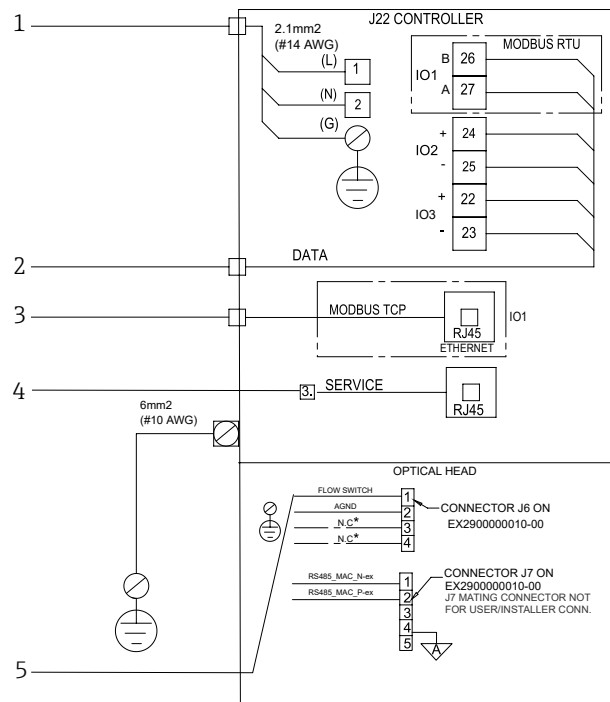 1
2.1mm2
(#14 AWG)
(L)
1
(N)
2
(G)
J22 CONTROLLER
MODBUS RTU
IO1
B
26
A
27
IO2
+
24
-
25
IO3
+
22
-
23
2
DATA
3
MODBUS TCP
RJ45
ETHERNET
IO1
4
3.
SERVICE
RJ45
6mm2
(#10 AWG)
OPTICAL HEAD
FLOW SWITCH
1
AGND
2
N.C*
3
N.C*
4
CONNECTOR J6 ON
EX2900000010-00
RS485_MAC_N-ex
1
RS485_MAC_P-ex
2
3
4
5
CONNECTOR J7 ON
EX2900000010-00
J7 MATING CONNECTOR NOT
FOR USER/INSTALLER CONN.
A
5